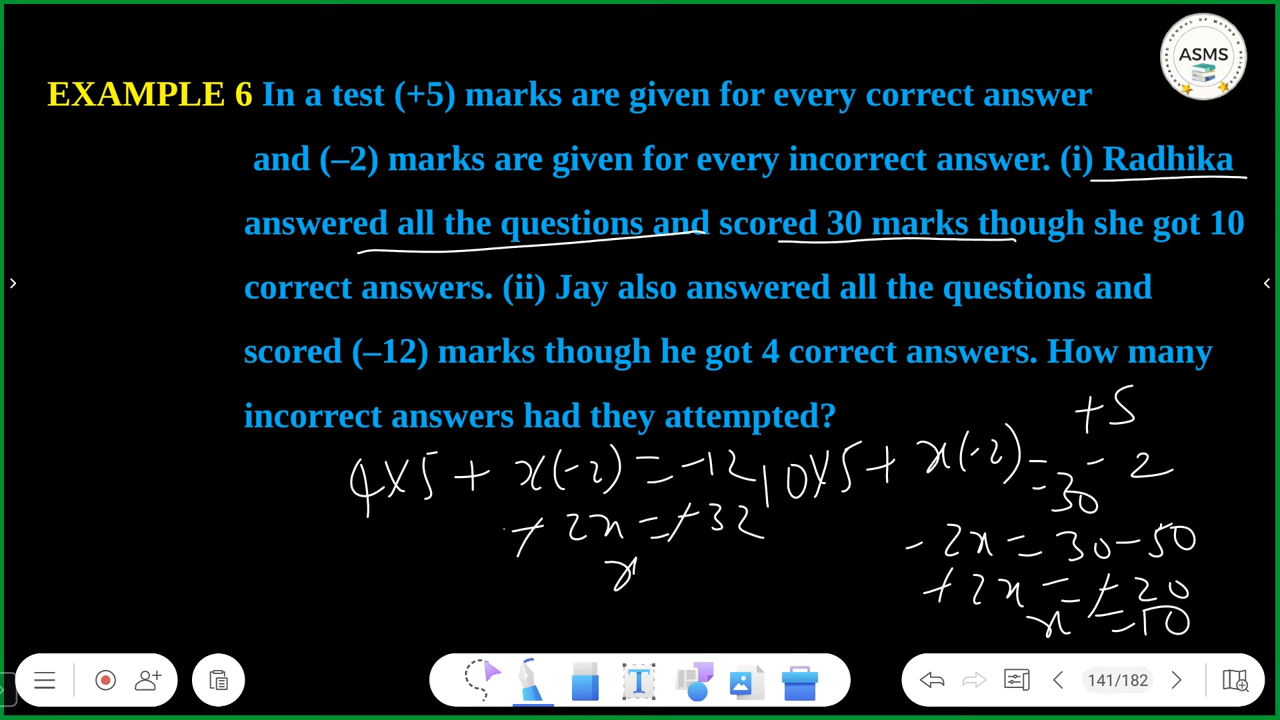 ASMS
EXAMPLE 6 In a test (+5) marks are given for every correct answer
and (–2) marks are given for every incorrect answer. (i) Radhika
answered all the questions and scored 30 marks though she got 10
correct answers. (ii) Jay also answered all the questions and
scored (–12) marks though he got 4 correct answers. How many
incorrect answers had they attempted?
+5
-2
4×5 + x(-2) = -12
+2x = +32
x
10×5 + x(-2) = 30
-2x = 30-50
+2x = +20
x = 10
141/182